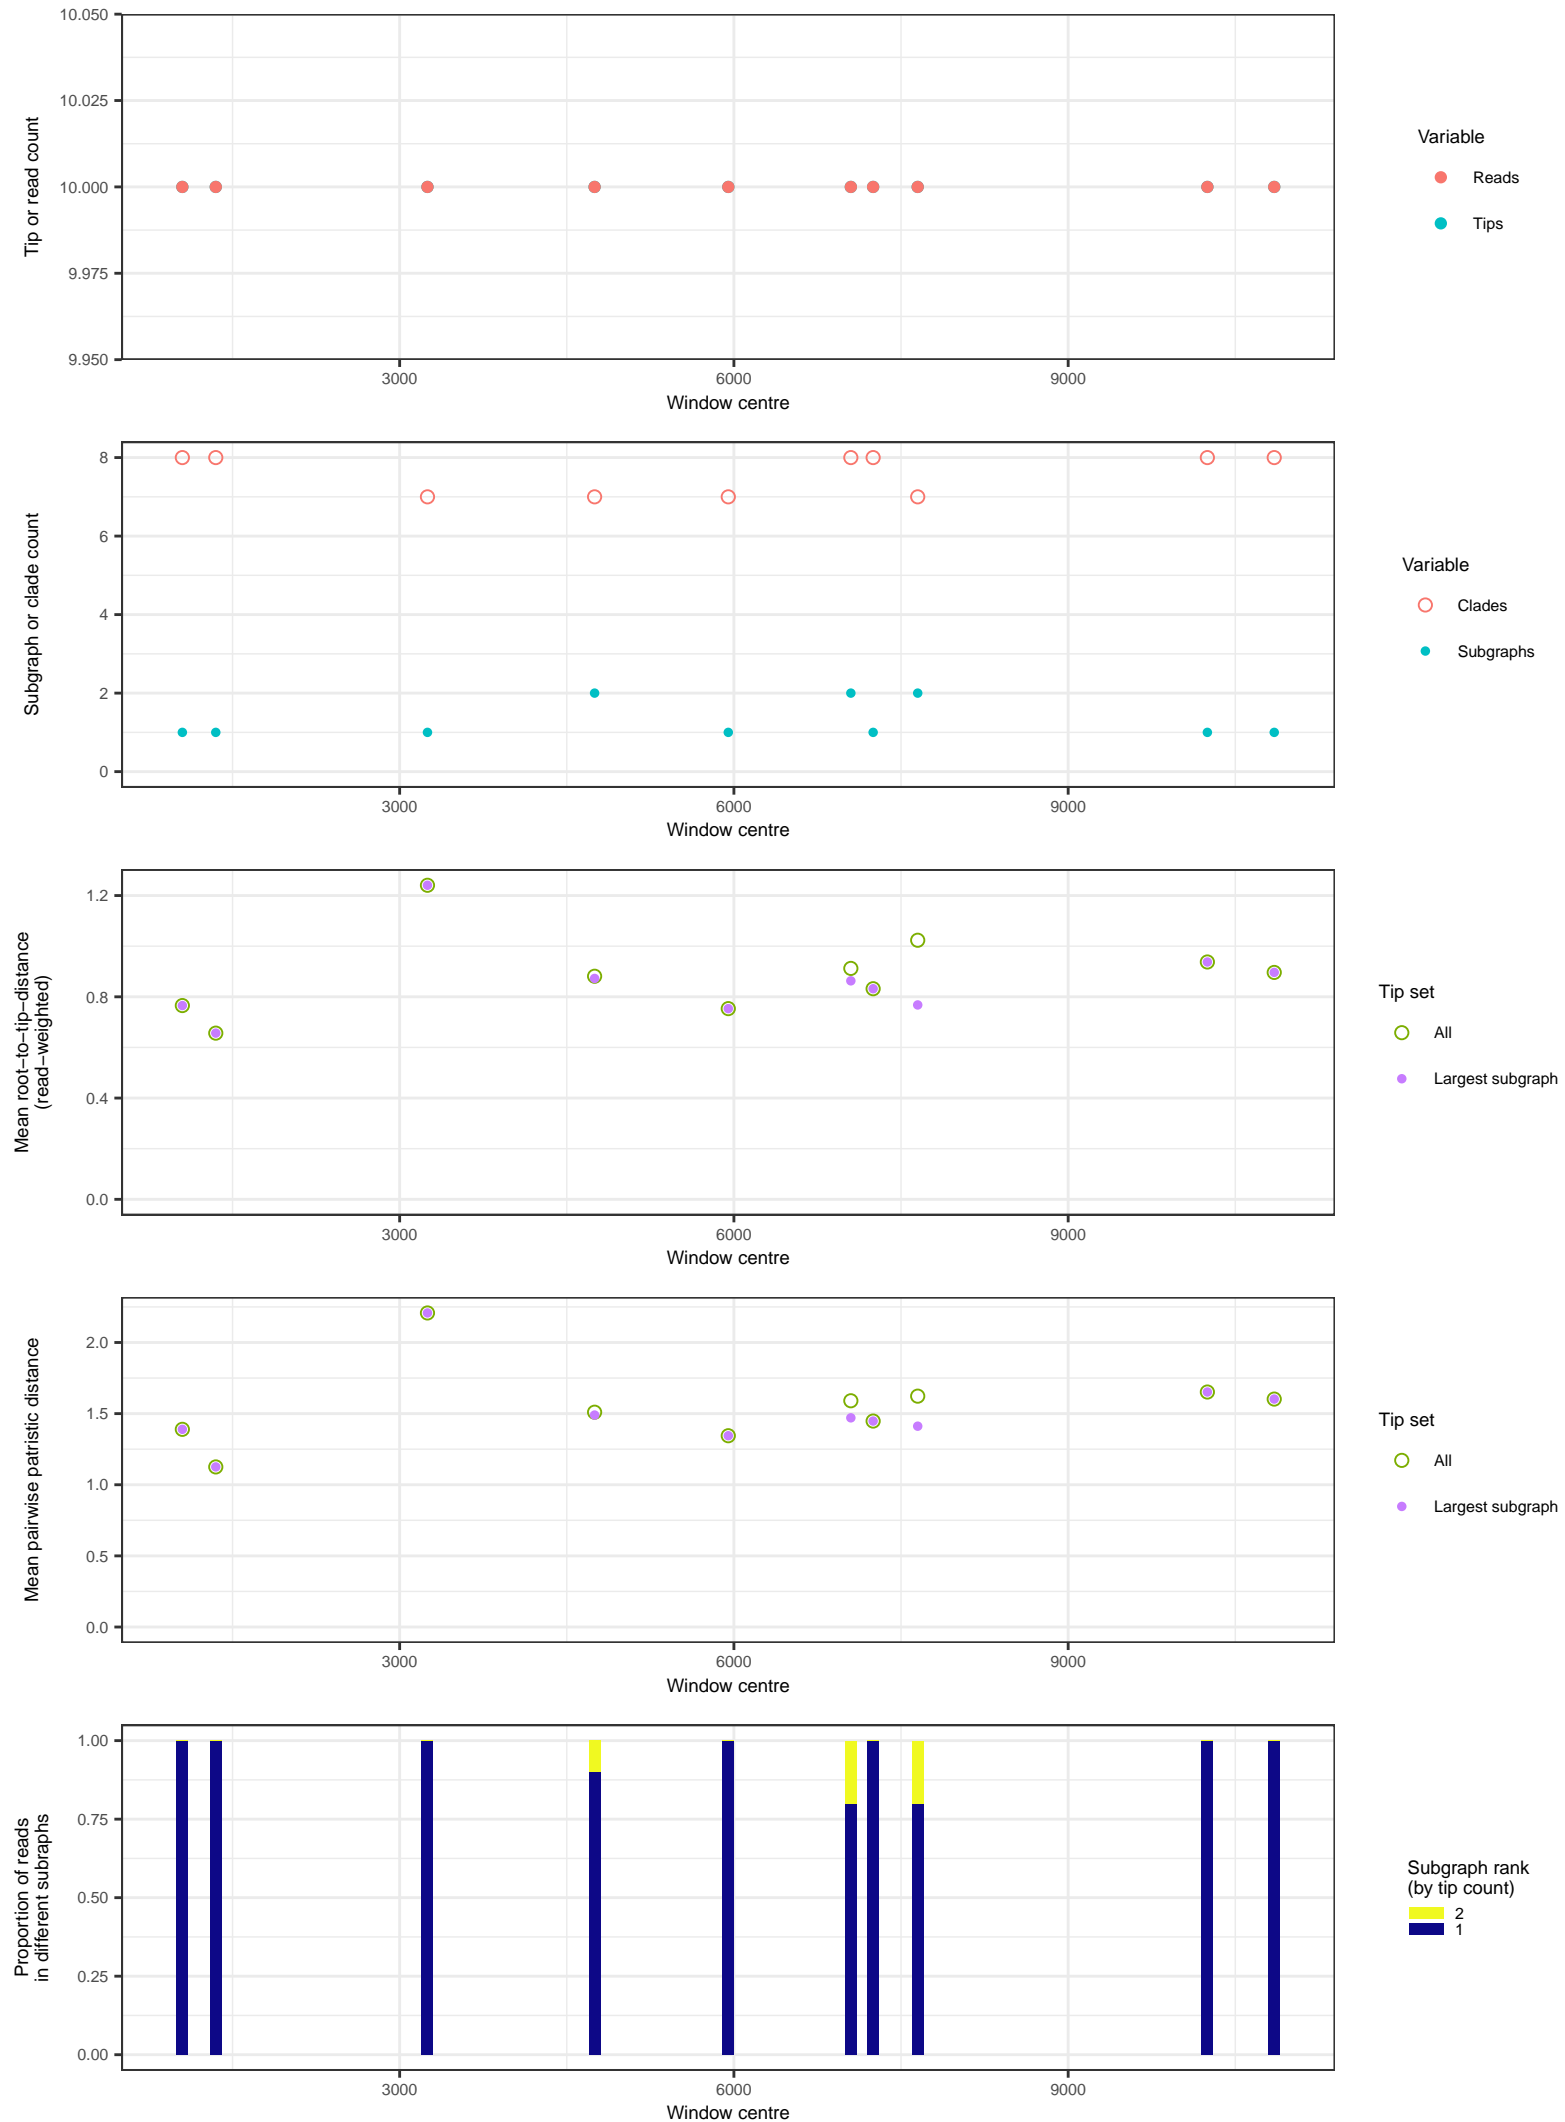 10.050
10.025
10.000
9.975
9.950
Tip or read count
3000
6000
9000
Window centre
Variable
Reads
Tips
8
6
4
2
0
Subgraph or clade count
3000
6000
9000
Window centre
Variable
Clades
Subgraphs
1.2
0.8
0.4
0.0
Mean root−to−tip−distance
(read−weighted)
3000
6000
9000
Window centre
Tip set
All
Largest subgraph
2.0
1.5
1.0
0.5
0.0
Mean pairwise patristic distance
3000
6000
9000
Window centre
Tip set
All
Largest subgraph
1.00
0.75
0.50
0.25
0.00
Proportion of reads
in different subraphs
3000
6000
9000
Window centre
Subgraph rank
(by tip count)
2
1